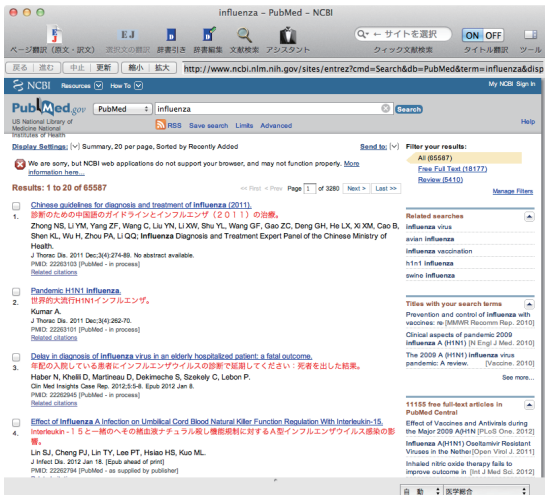 influenza – PubMed – NCBI
ページ翻訳（原文・訳文） 選択文の翻訳 辞書引き 辞書編集 文献検索 アシスタント
← サイトを選択
クイック文献検索
ON OFF
タイトル翻訳
ツール
戻る 進む 中止 更新 縮小 拡大 http://www.ncbi.nlm.nih.gov/sites/entrez?cmd=Search&db=PubMed&term=influenza&disp
NCBI Resources How To My NCBI Sign In
PubMed.gov PubMed influenza Search
US National Library of
Medicine National
Institutes of Health
RSS Save search Limits Advanced Help
Display Settings: Summary, 20 per page, Sorted by Recently Added Send to:
We are sorry, but NCBI web applications do not support your browser, and may not function properly. More
information here...
Results: 1 to 20 of 65587
<< First < Prev Page 1 of 3280 Next > Last >>
1. Chinese guidelines for diagnosis and treatment of influenza (2011).
診断のための中国語のガイドラインとインフルエンザ（２０１１）の治療。
Zhong NS, Li YM, Yang ZF, Wang C, Liu YN, Li XW, Shu YL, Wang GF, Gao ZC, Deng GH, He LX, Xi XM, Cao B,
Shen KL, Wu H, Zhou PA, Li QQ; Influenza Diagnosis and Treatment Expert Panel of the Chinese Ministry of
Health.
J Thorac Dis. 2011 Dec;3(4):274-89. No abstract available.
PMID: 22263103 [PubMed - in process]
Related citations
2. Pandemic H1N1 influenza.
世界的大流行H1N1インフルエンザ。
Kumar A.
J Thorac Dis. 2011 Dec;3(4):262-70.
PMID: 22263101 [PubMed - in process]
Related citations
3. Delay in diagnosis of influenza virus in an elderly hospitalized patient: a fatal outcome.
年配の入院している患者にインフルエンザウイルスの診断で延期してください：死者を出した結果。
Haber N, Khelili D, Martineau D, Dekimeche S, Szekely C, Lebon P.
Clin Med Insights Case Rep. 2012;5:5-8. Epub 2012 Jan 8.
PMID: 22262945 [PubMed - in process]
Related citations
4. Effect of Influenza A Infection on Umbilical Cord Blood Natural Killer Function Regulation With Interleukin-15.
Interleukin - １５と一緒のへその緒血液ナチュラル殺し機能規制に対するＡ型インフルエンザウイルス感染の影
響。
Lin SJ, Cheng PJ, Lin TY, Lee PT, Hsiao HS, Kuo ML.
J Infect Dis. 2012 Jan 18. [Epub ahead of print]
PMID: 22262794 [PubMed - as supplied by publisher]
Related citations
Filter your results:
All (65587)
Free Full Text (18177)
Review (5410)
Manage Filters
Related searches
influenza virus
avian influenza
influenza vaccination
h1n1 influenza
swine influenza
Titles with your search terms
Prevention and control of influenza with
vaccines: re [MMWR Recomm Rep. 2010]
Clinical aspects of pandemic 2009
influenza A (H1N1) [N Engl J Med. 2010]
The 2009 A (H1N1) influenza virus
pandemic: A review. [Vaccine. 2010]
See more...
11155 free full-text articles in
PubMed Central
Effect of Vaccines and Antivirals during
the Major 2009 A(H1N [PLoS One. 2012]
Influenza A(H1N1) Oseltamivir Resistant
Viruses in the Nether [Open Virol J. 2011]
Inhaled nitric oxide therapy fails to
improve outcome in [Int J Med Sci. 2012]
自 動 医学総合